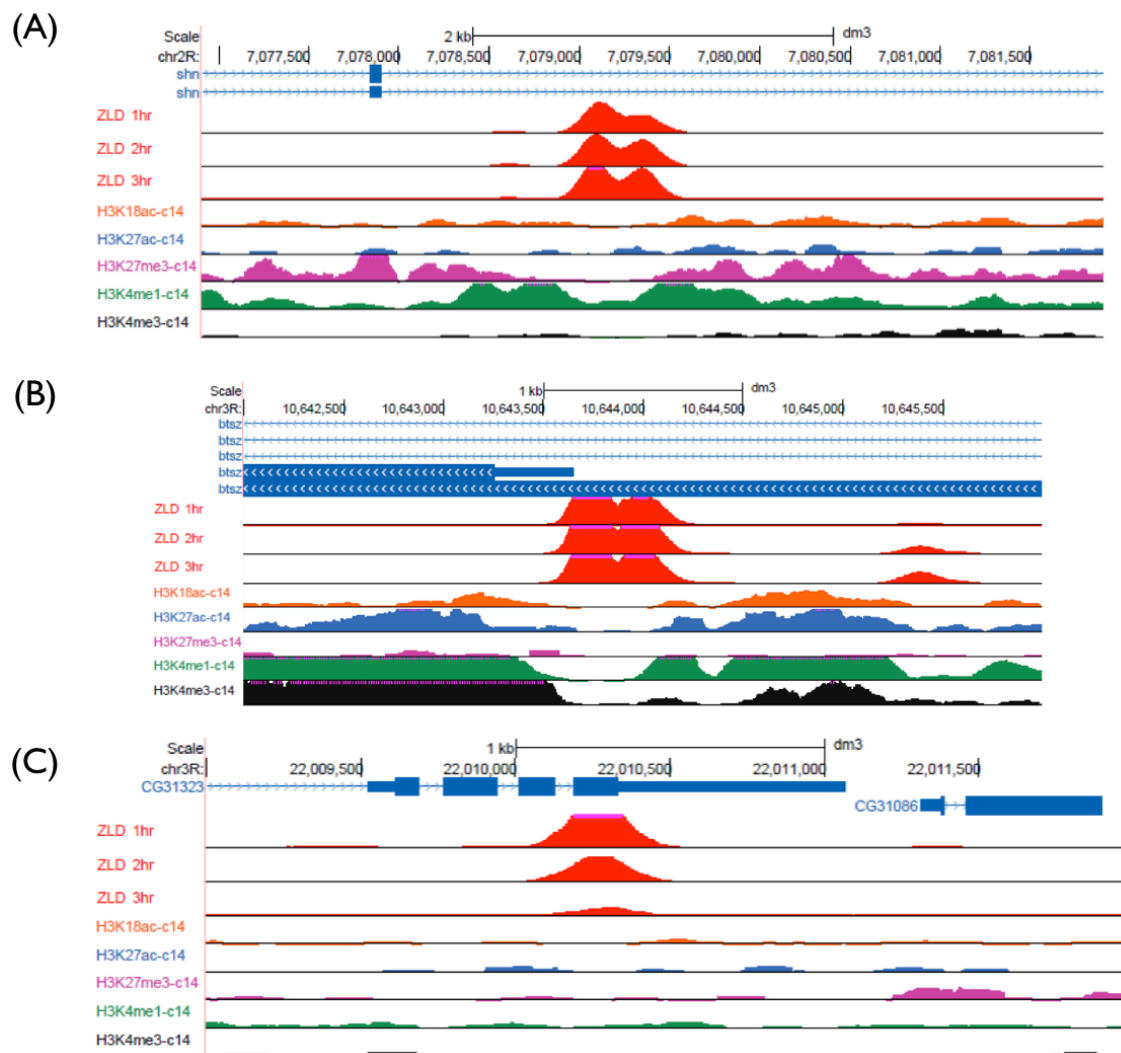 (A)
Scale 2 kb dm3
chr2R: 7,077,500 7,078,000 7,078,500 7,079,000 7,079,500 7,080,000 7,080,500 7,081,000 7,081,500
shn
shn
ZLD 1hr
ZLD 2hr
ZLD 3hr
H3K18ac-c14
H3K27ac-c14
H3K27me3-c14
H3K4me1-c14
H3K4me3-c14
(B)
Scale 1 kb dm3
chr3R: 10,642,500 10,643,000 10,643,500 10,644,000 10,644,500 10,645,000 10,645,500
btsz
btsz
btsz
btsz
btsz
ZLD 1hr
ZLD 2hr
ZLD 3hr
H3K18ac-c14
H3K27ac-c14
H3K27me3-c14
H3K4me1-c14
H3K4me3-c14
(C)
Scale 1 kb dm3
chr3R: 22,009,500 22,010,000 22,010,500 22,011,000 22,011,500
CG31323
CG31086
ZLD 1hr
ZLD 2hr
ZLD 3hr
H3K18ac-c14
H3K27ac-c14
H3K27me3-c14
H3K4me1-c14
H3K4me3-c14